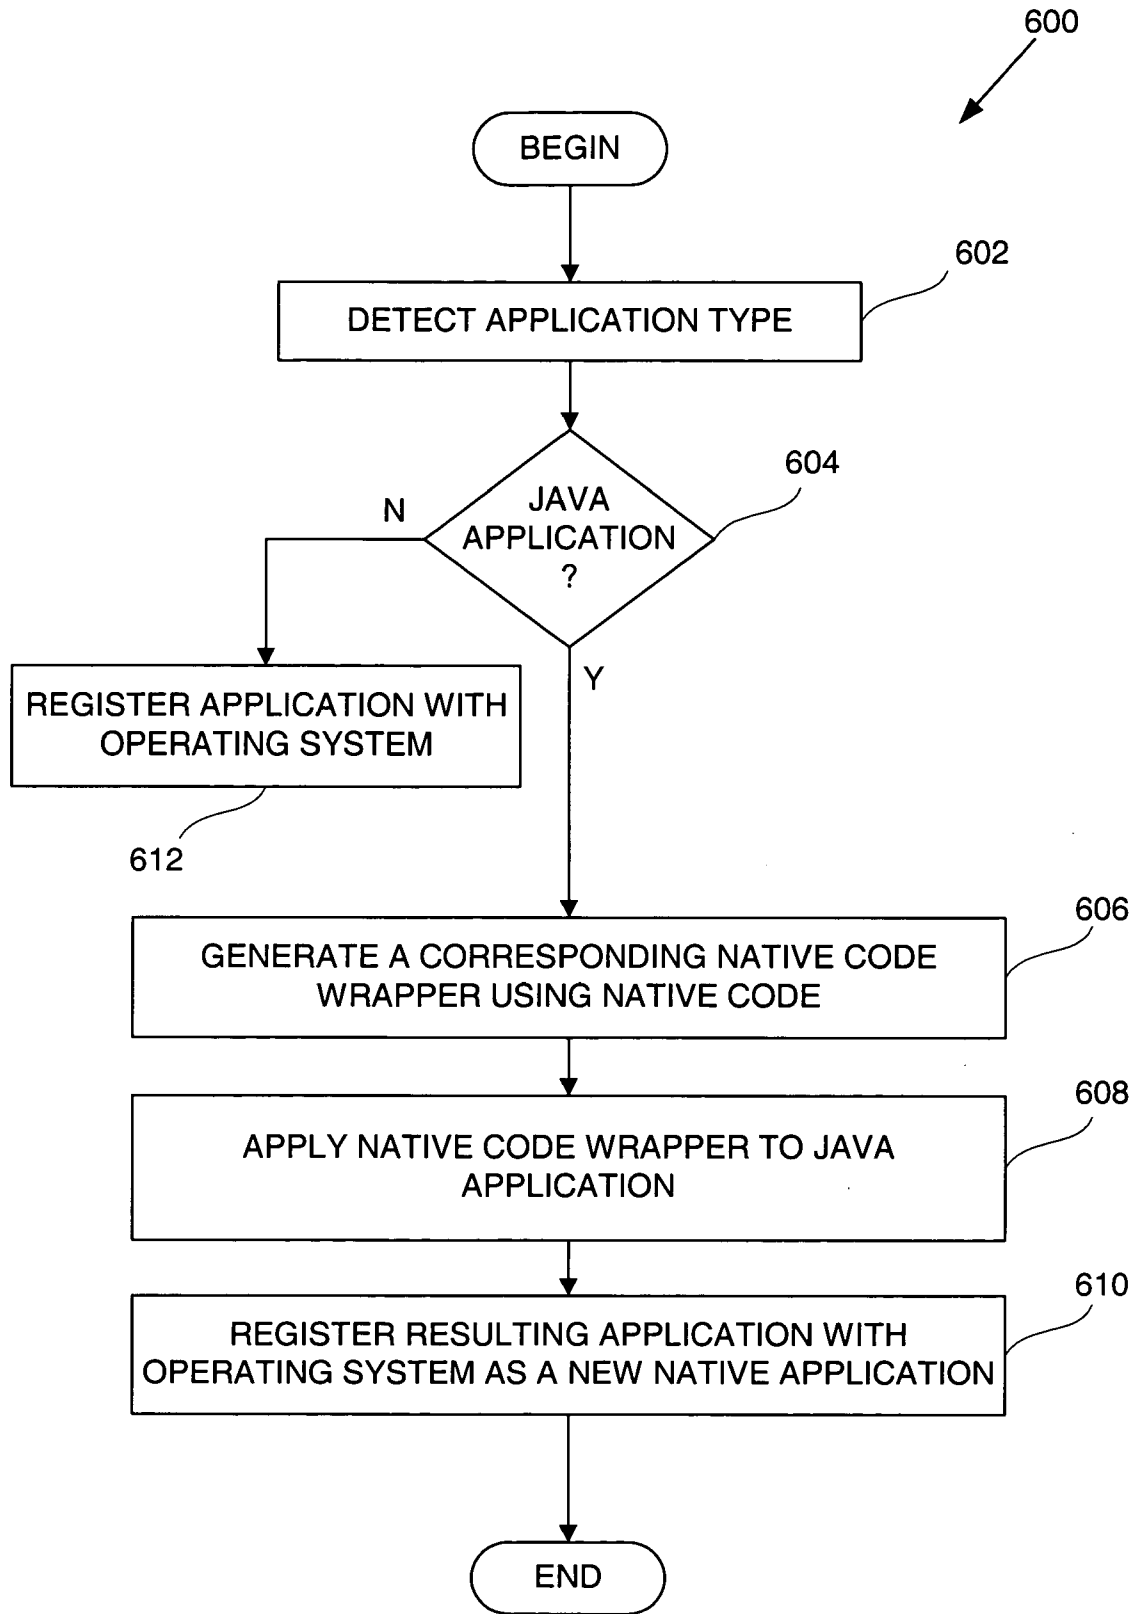 600
BEGIN
602
DETECT APPLICATION TYPE
604
JAVA
APPLICATION
?
N
Y
REGISTER APPLICATION WITH
OPERATING SYSTEM
612
606
GENERATE A CORRESPONDING NATIVE CODE
WRAPPER USING NATIVE CODE
608
APPLY NATIVE CODE WRAPPER TO JAVA
APPLICATION
610
REGISTER RESULTING APPLICATION WITH
OPERATING SYSTEM AS A NEW NATIVE APPLICATION
END